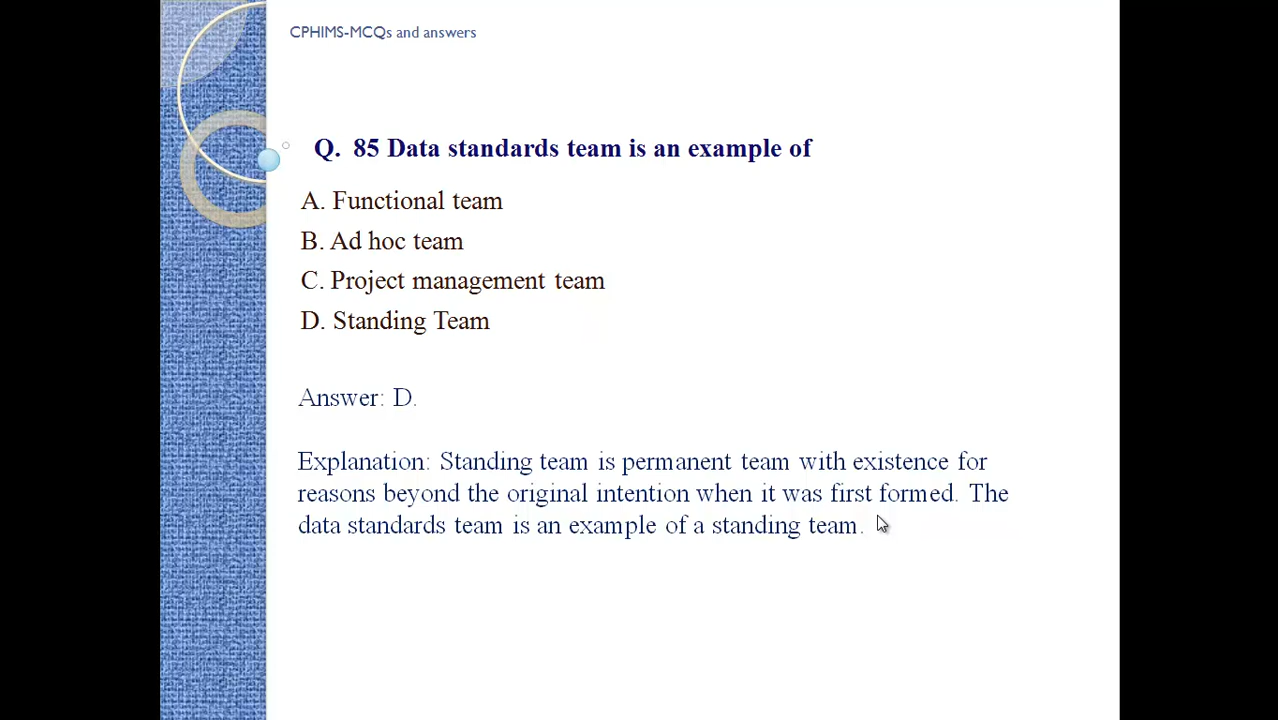 CPHIMS-MCQs and answers
Q. 85 Data standards team is an example of
A. Functional team
B. Ad hoc team
C. Project management team
D. Standing Team
Answer: D.
Explanation: Standing team is permanent team with existence for
reasons beyond the original intention when it was first formed. The
data standards team is an example of a standing team.